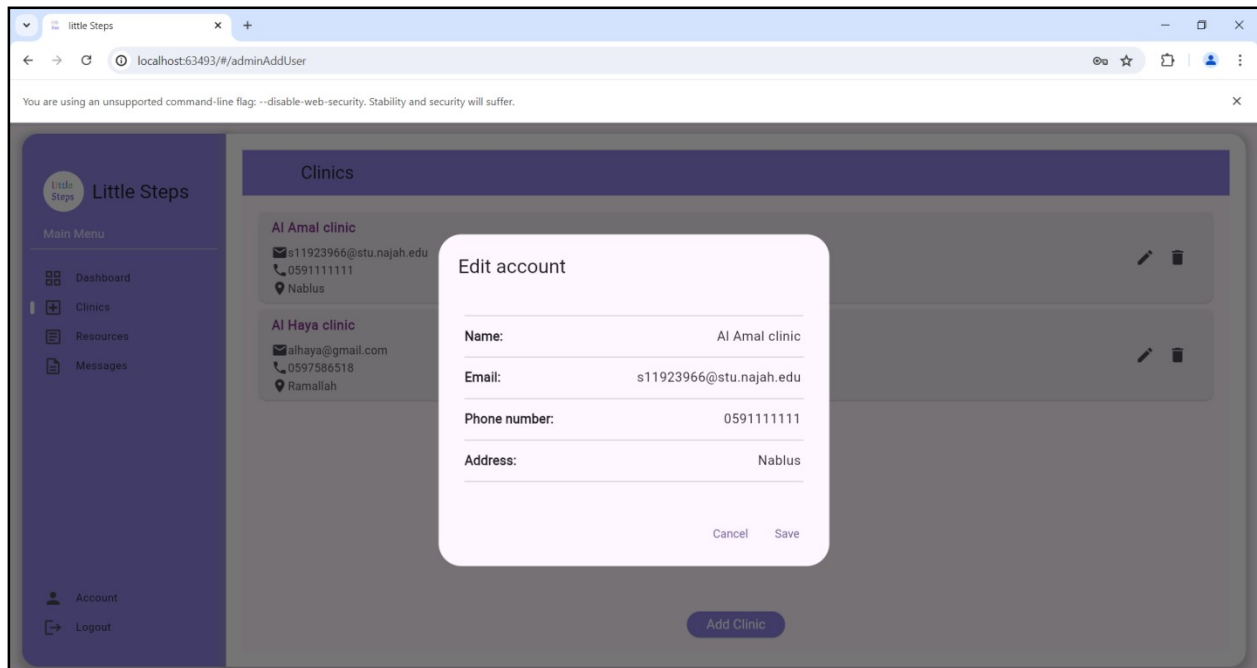 little Steps
localhost:63493/#/adminAddUser
You are using an unsupported command-line flag: --disable-web-security. Stability and security will suffer.
Little Steps
Little Steps
Main Menu
Dashboard
Clinics
Resources
Messages
Account
Logout
Clinics
Al Amal clinic
s11923966@stu.najah.edu
0591111111
Nablus
Al Haya clinic
alhaya@gmail.com
0597586518
Ramallah
Edit account
Name: Al Amal clinic
Email: s11923966@stu.najah.edu
Phone number: 0591111111
Address: Nablus
Cancel Save
Add Clinic